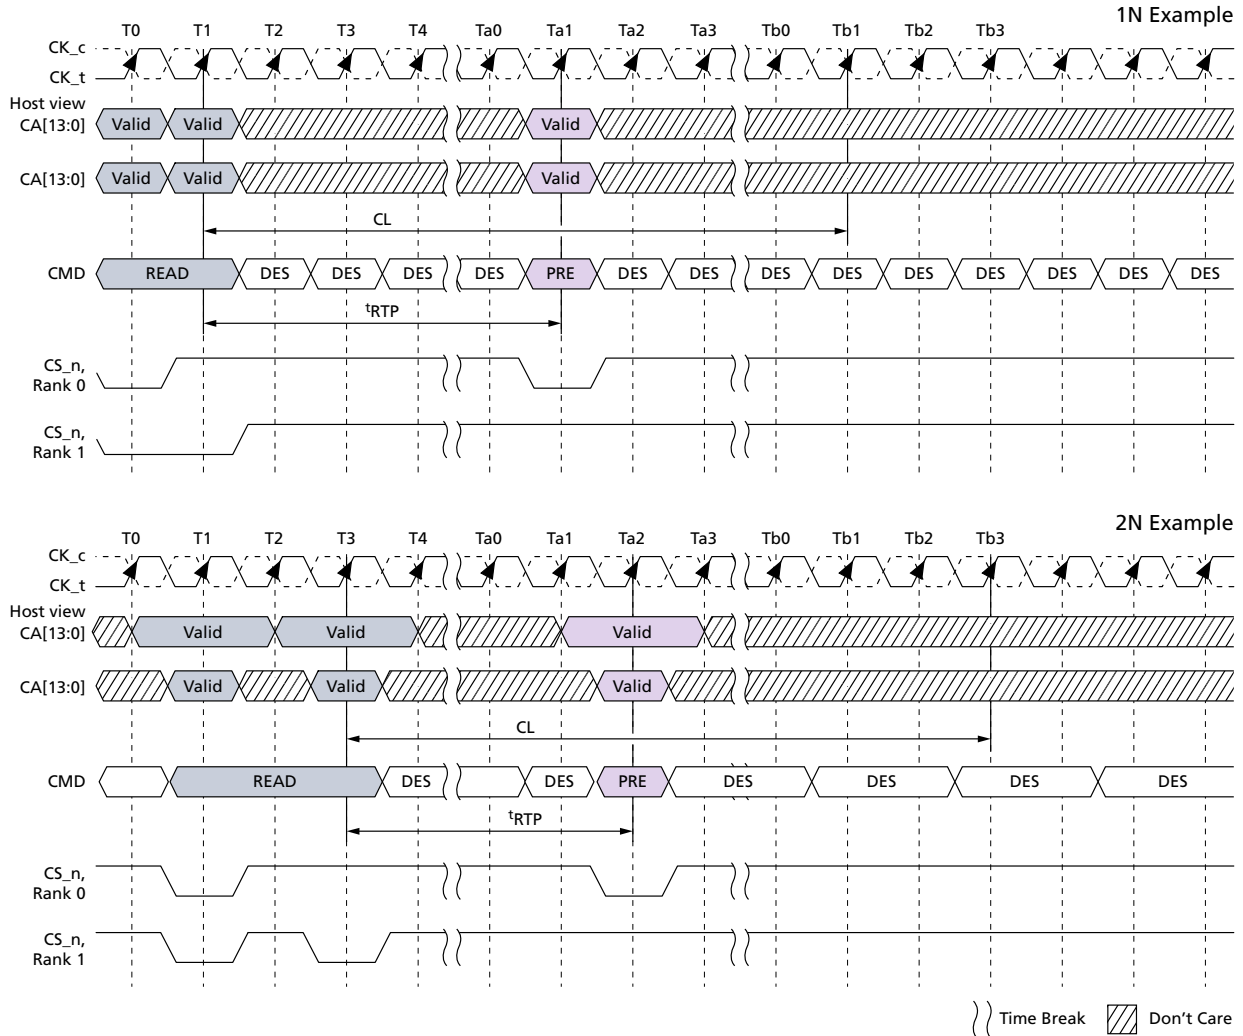 1N Example
T0 T1 T2 T3 T4 Ta0 Ta1 Ta2 Ta3 Tb0 Tb1 Tb2 Tb3
CK_c
CK_t
Host view
CA[13:0] Valid Valid Valid
CA[13:0] Valid Valid Valid
CL
CMD READ DES DES DES DES PRE DES DES DES DES DES DES DES DES DES
tRTP
CS_n,
Rank 0
CS_n,
Rank 1
2N Example
T0 T1 T2 T3 T4 Ta0 Ta1 Ta2 Ta3 Tb0 Tb1 Tb2 Tb3
CK_c
CK_t
Host view
CA[13:0] Valid Valid Valid
CA[13:0] Valid Valid Valid
CL
CMD READ DES DES PRE DES DES DES DES
tRTP
CS_n,
Rank 0
CS_n,
Rank 1
Time Break Don't Care